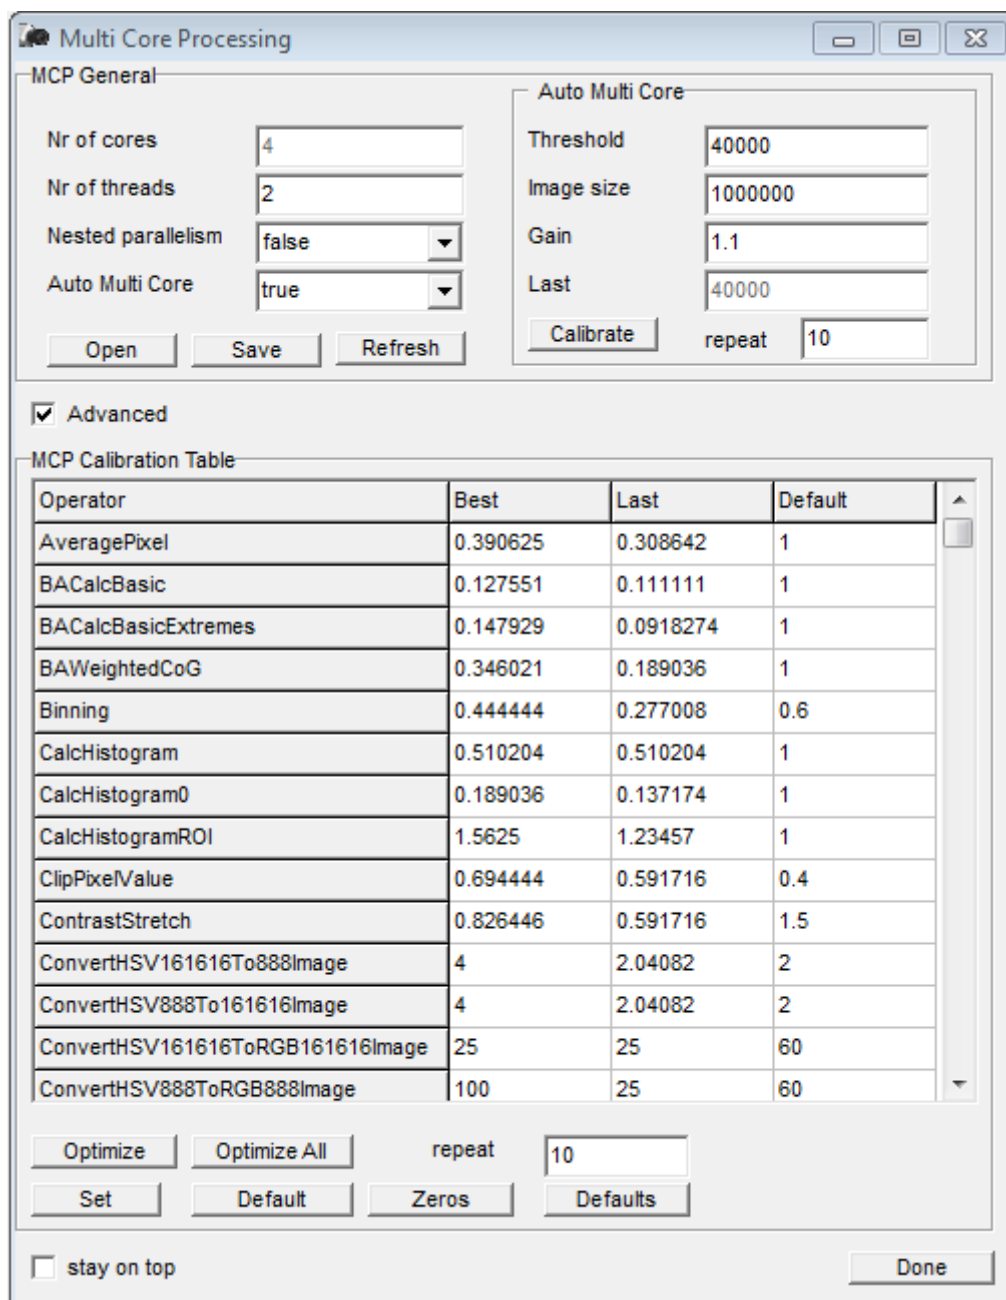 Multi Core Processing
MCP General
Auto Multi Core
Nr of cores 4
Threshold 40000
Nr of threads 2
Image size 1000000
Nested parallelism false
Gain 1.1
Auto Multi Core true
Last 40000
Open Save Refresh
Calibrate repeat 10
Advanced
MCP Calibration Table
Operator Best Last Default
AveragePixel 0.390625 0.308642 1
BACalcBasic 0.127551 0.111111 1
BACalcBasicExtremes 0.147929 0.0918274 1
BAWeightedCoG 0.346021 0.189036 1
Binning 0.444444 0.277008 0.6
CalcHistogram 0.510204 0.510204 1
CalcHistogram0 0.189036 0.137174 1
CalcHistogramROI 1.5625 1.23457 1
ClipPixelValue 0.694444 0.591716 0.4
ContrastStretch 0.826446 0.591716 1.5
ConvertHSV161616To888Image 4 2.04082 2
ConvertHSV888To161616Image 4 2.04082 2
ConvertHSV161616ToRGB161616Image 25 25 60
ConvertHSV888ToRGB888Image 100 25 60
Optimize Optimize All repeat 10
Set Default Zeros Defaults
stay on top Done